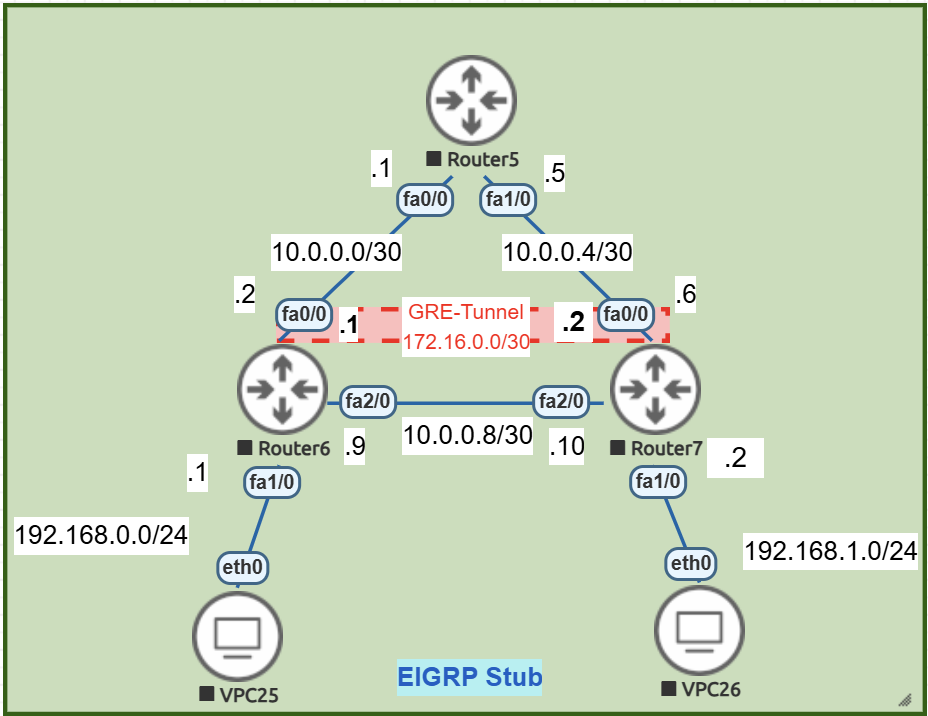 Router5
.1
.5
fa0/0
fa1/0
10.0.0.0/30
10.0.0.4/30
.2
.6
fa0/0
.1
GRE-Tunnel
172.16.0.0/30
.2
fa0/0
fa2/0
fa2/0
Router6
.9
10.0.0.8/30
.10
Router7
.2
.1
fa1/0
fa1/0
192.168.0.0/24
192.168.1.0/24
eth0
eth0
EIGRP Stub
VPC25
VPC26